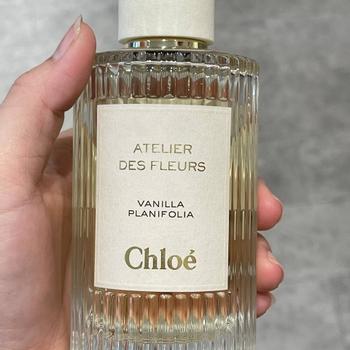 ATELIER
DES FLEURS
VANILLA
PLANIFOLIA
Chloé